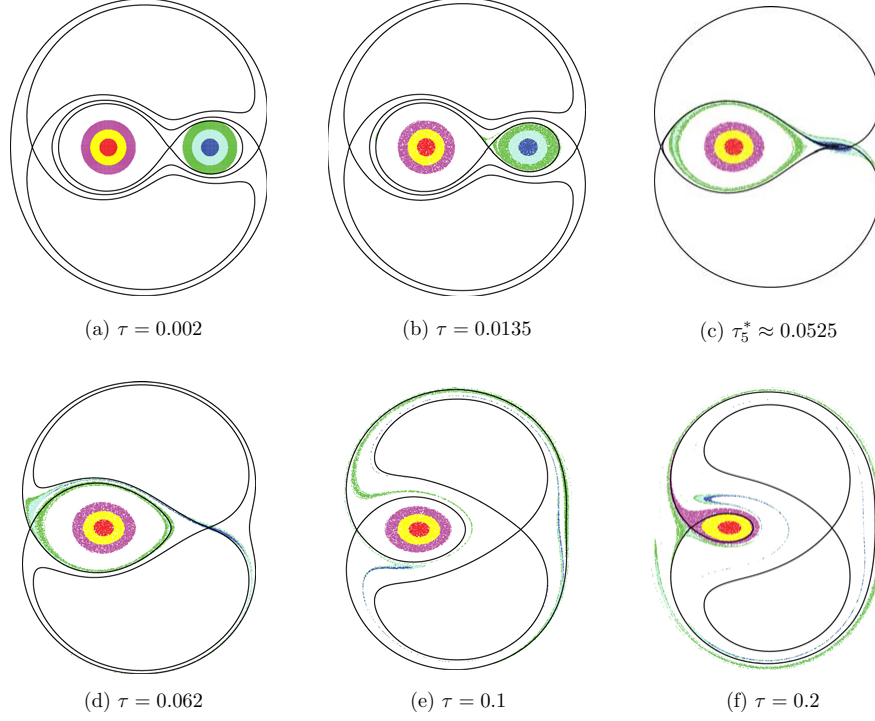 (a) τ = 0.002
(b) τ = 0.0135
(c) τ₅* ≈ 0.0525
(d) τ = 0.062
(e) τ = 0.1
(f) τ = 0.2